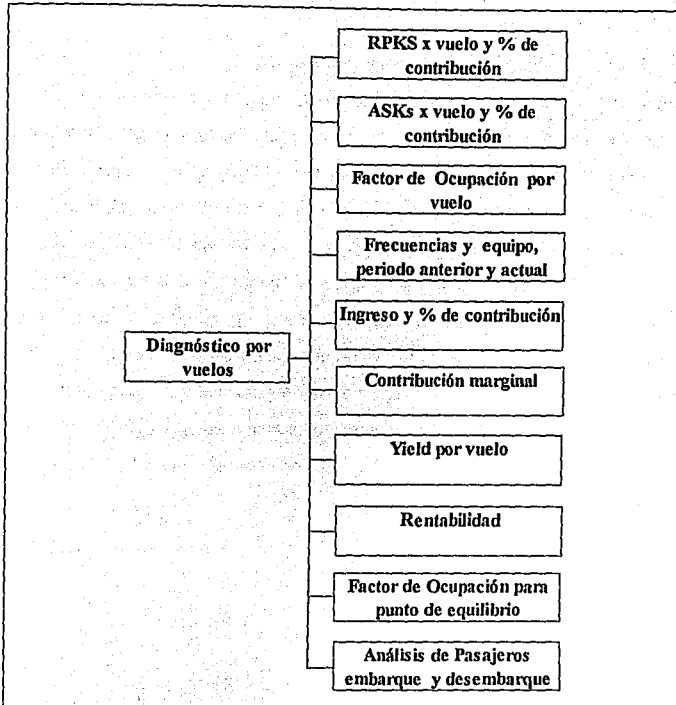 RPKS x vuelo y % de
contribución
ASKs x vuelo y % de
contribución
Factor de Ocupación por
vuelo
Frecuencias y equipo,
periodo anterior y actual
Ingreso y % de contribución
Diagnóstico por
vuelos
Contribución marginal
Yield por vuelo
Rentabilidad
Factor de Ocupación para
punto de equilibrio
Análisis de Pasajeros
embarque y desembarque